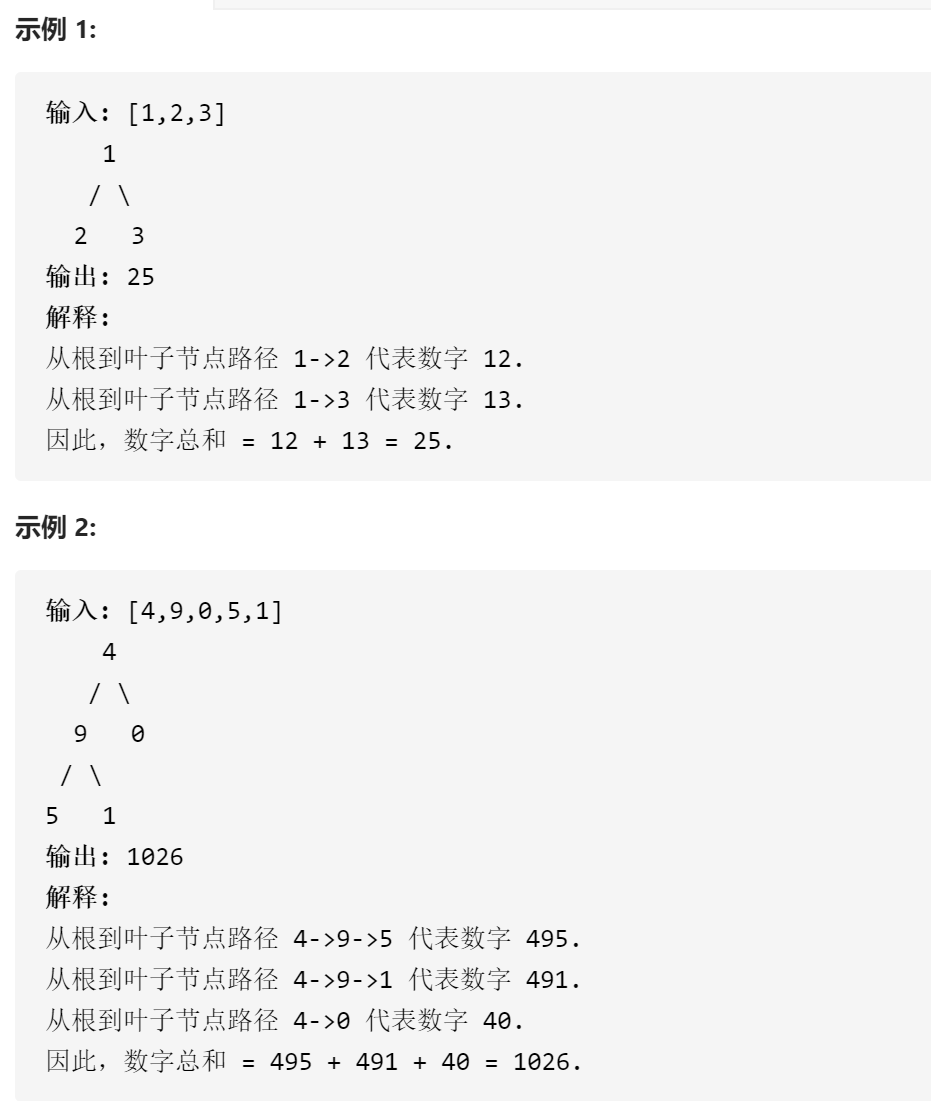 示例 1:
输入: [1,2,3]
    1
   / \
  2   3
输出: 25
解释:
从根到叶子节点路径 1->2 代表数字 12.
从根到叶子节点路径 1->3 代表数字 13.
因此，数字总和 = 12 + 13 = 25.
示例 2:
输入: [4,9,0,5,1]
    4
   / \
  9   0
 / \
5   1
输出: 1026
解释:
从根到叶子节点路径 4->9->5 代表数字 495.
从根到叶子节点路径 4->9->1 代表数字 491.
从根到叶子节点路径 4->0 代表数字 40.
因此，数字总和 = 495 + 491 + 40 = 1026.